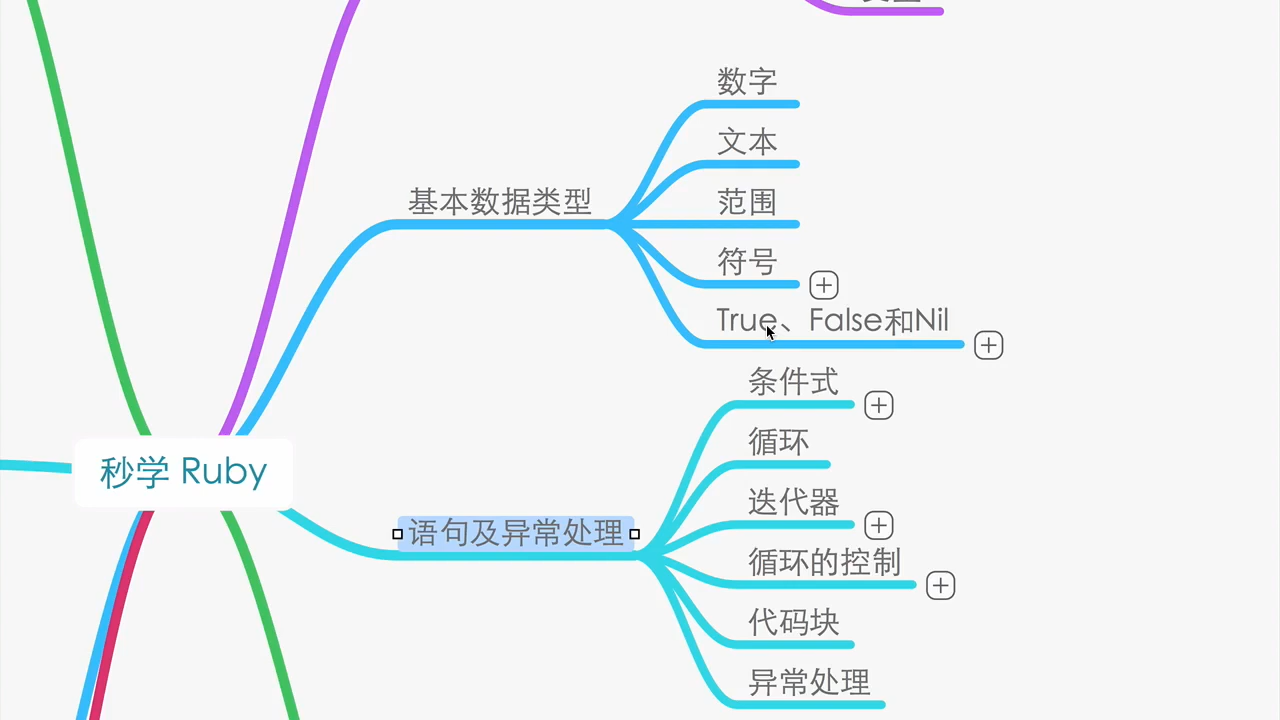 数字
文本
基本数据类型
范围
符号
True、False和Nil
条件式
循环
秒学 Ruby
迭代器
语句及异常处理
循环的控制
代码块
异常处理